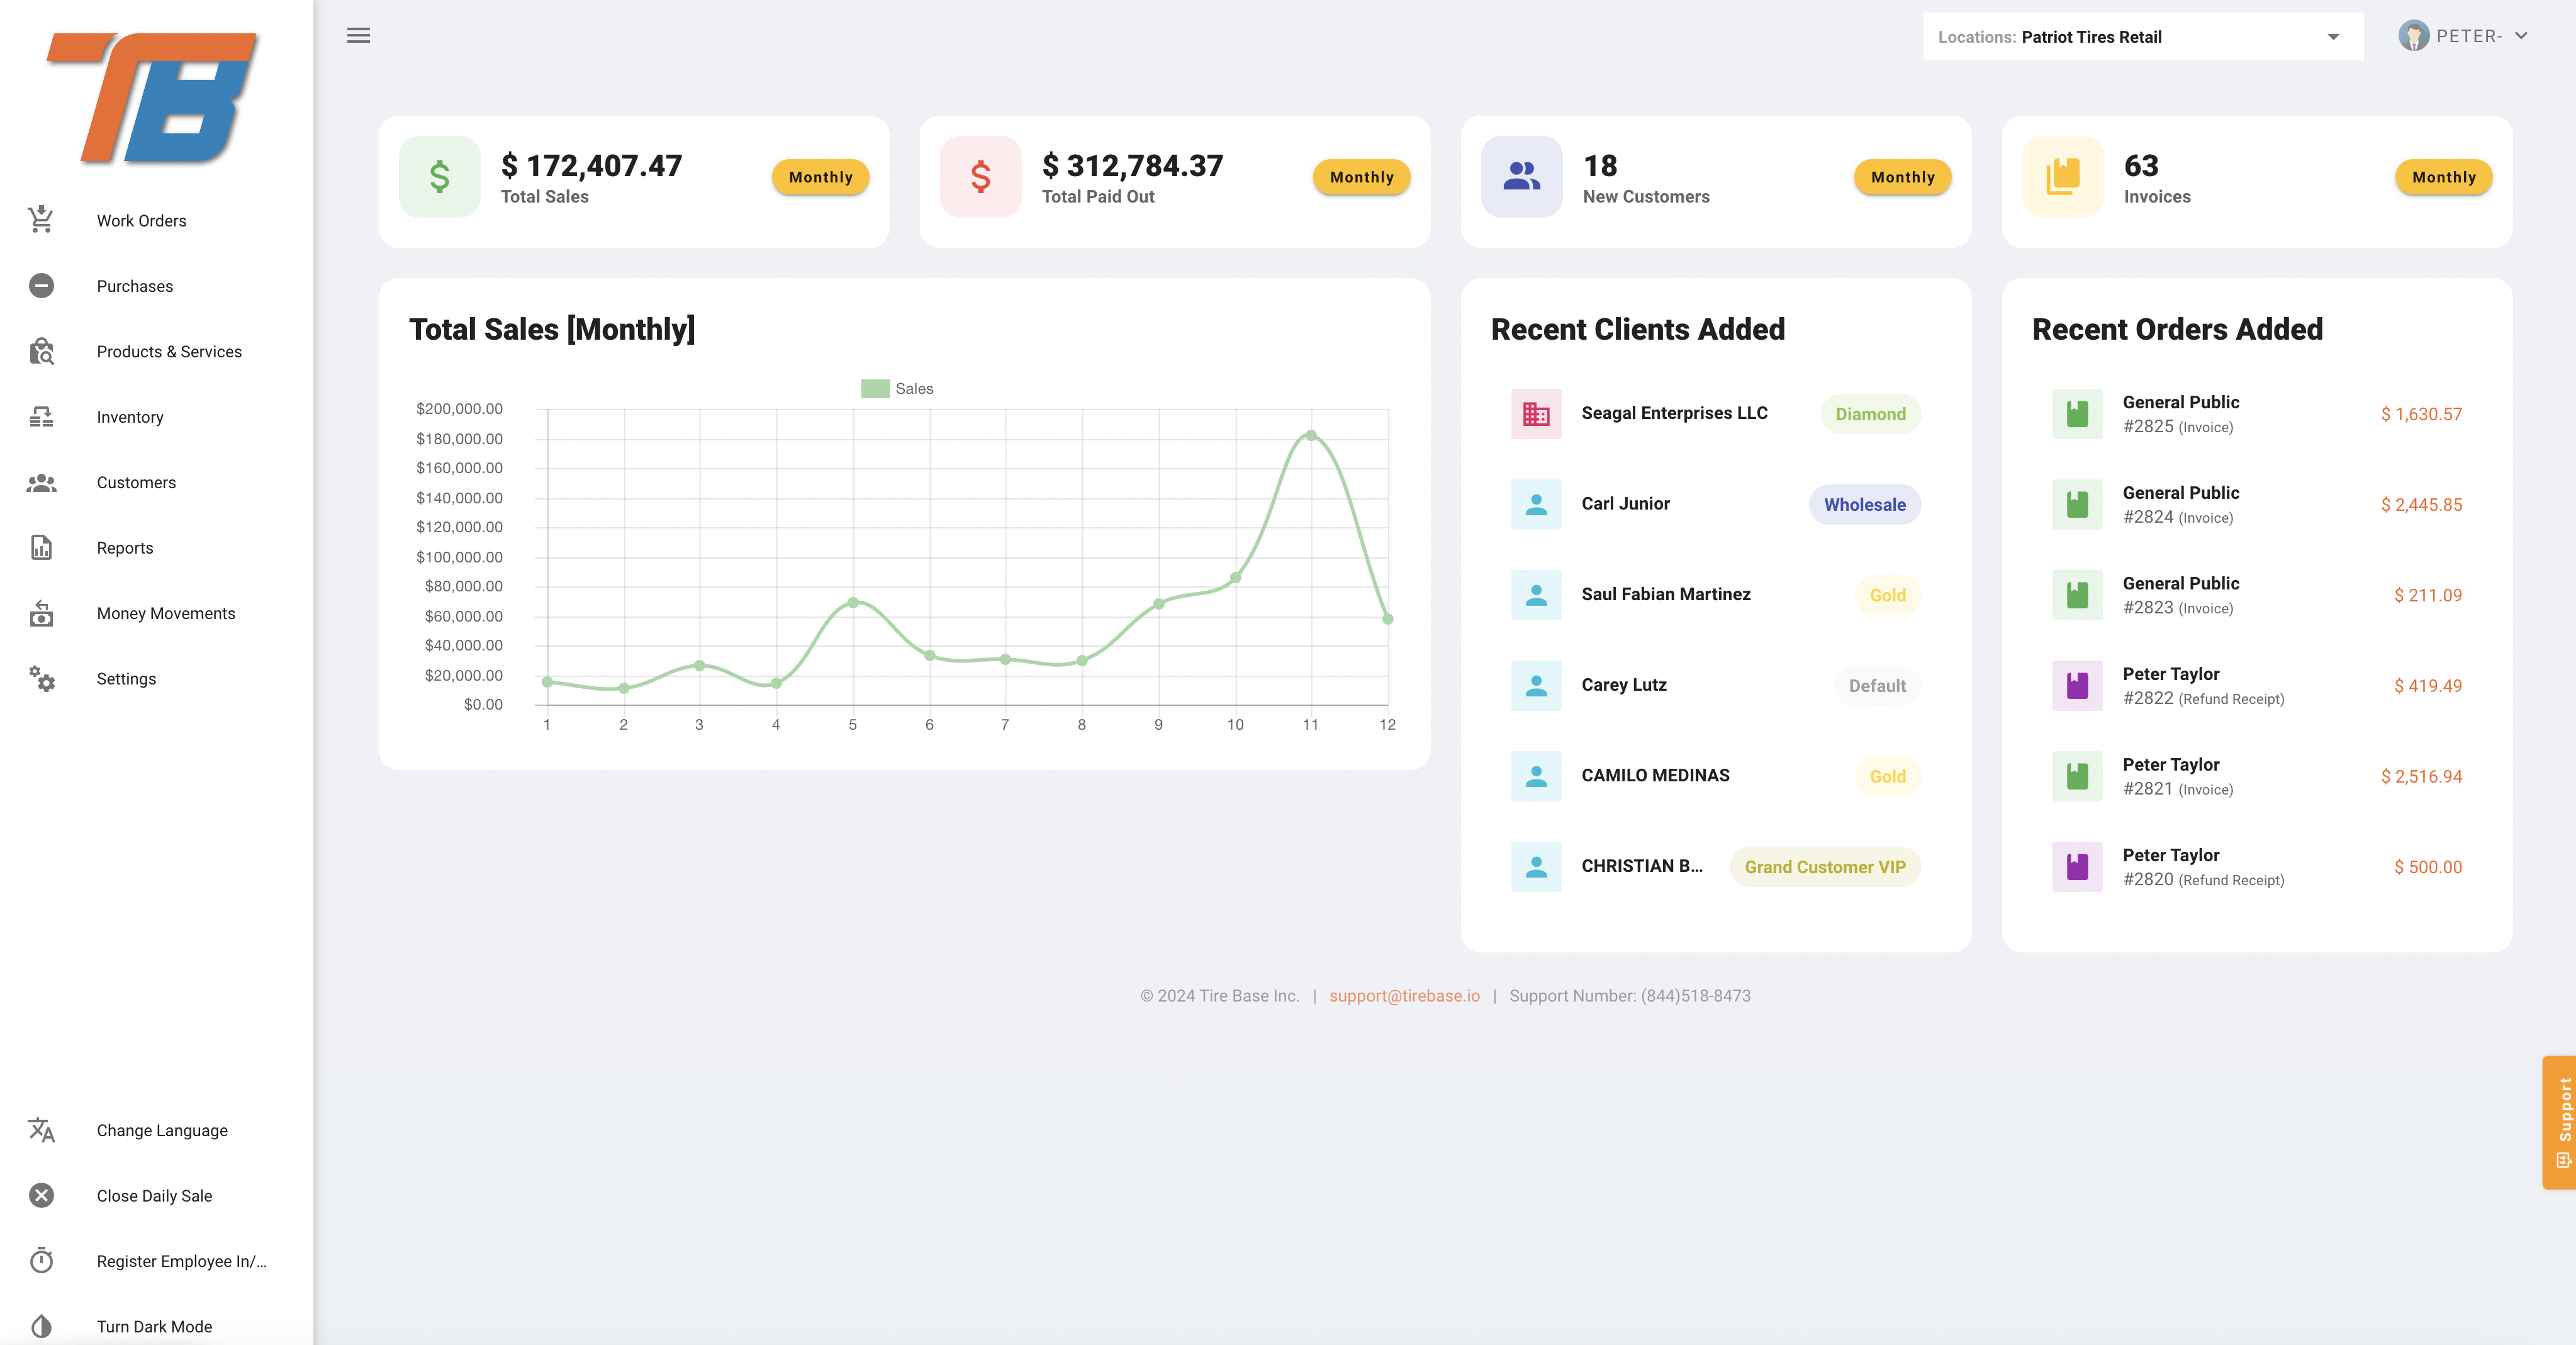 TB
Locations: Patriot Tires Retail
PETER-
Work Orders
Purchases
Products & Services
Inventory
Customers
Reports
Money Movements
Settings
Change Language
Close Daily Sale
Register Employee In/...
Turn Dark Mode
$ 172,407.47
Total Sales
Monthly
$ 312,784.37
Total Paid Out
Monthly
18
New Customers
Monthly
63
Invoices
Monthly
Total Sales [Monthly]
Sales
$200,000.00
$180,000.00
$160,000.00
$140,000.00
$120,000.00
$100,000.00
$80,000.00
$60,000.00
$40,000.00
$20,000.00
$0.00
1 2 3 4 5 6 7 8 9 10 11 12
Recent Clients Added
Seagal Enterprises LLC Diamond
Carl Junior Wholesale
Saul Fabian Martinez Gold
Carey Lutz Default
CAMILO MEDINAS Gold
CHRISTIAN B... Grand Customer VIP
Recent Orders Added
General Public
#2825 (Invoice)
$ 1,630.57
General Public
#2824 (Invoice)
$ 2,445.85
General Public
#2823 (Invoice)
$ 211.09
Peter Taylor
#2822 (Refund Receipt)
$ 419.49
Peter Taylor
#2821 (Invoice)
$ 2,516.94
Peter Taylor
#2820 (Refund Receipt)
$ 500.00
© 2024 Tire Base Inc. | support@tirebase.io | Support Number: (844)518-8473
Support